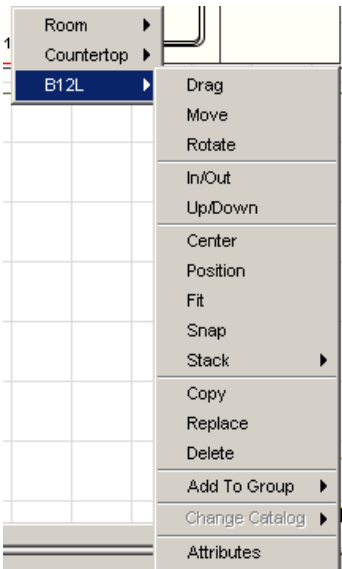 Room
1
Countertop
B12L
Drag
Move
Rotate
In/Out
Up/Down
Center
Position
Fit
Snap
Stack
Copy
Replace
Delete
Add To Group
Change Catalog
Attributes